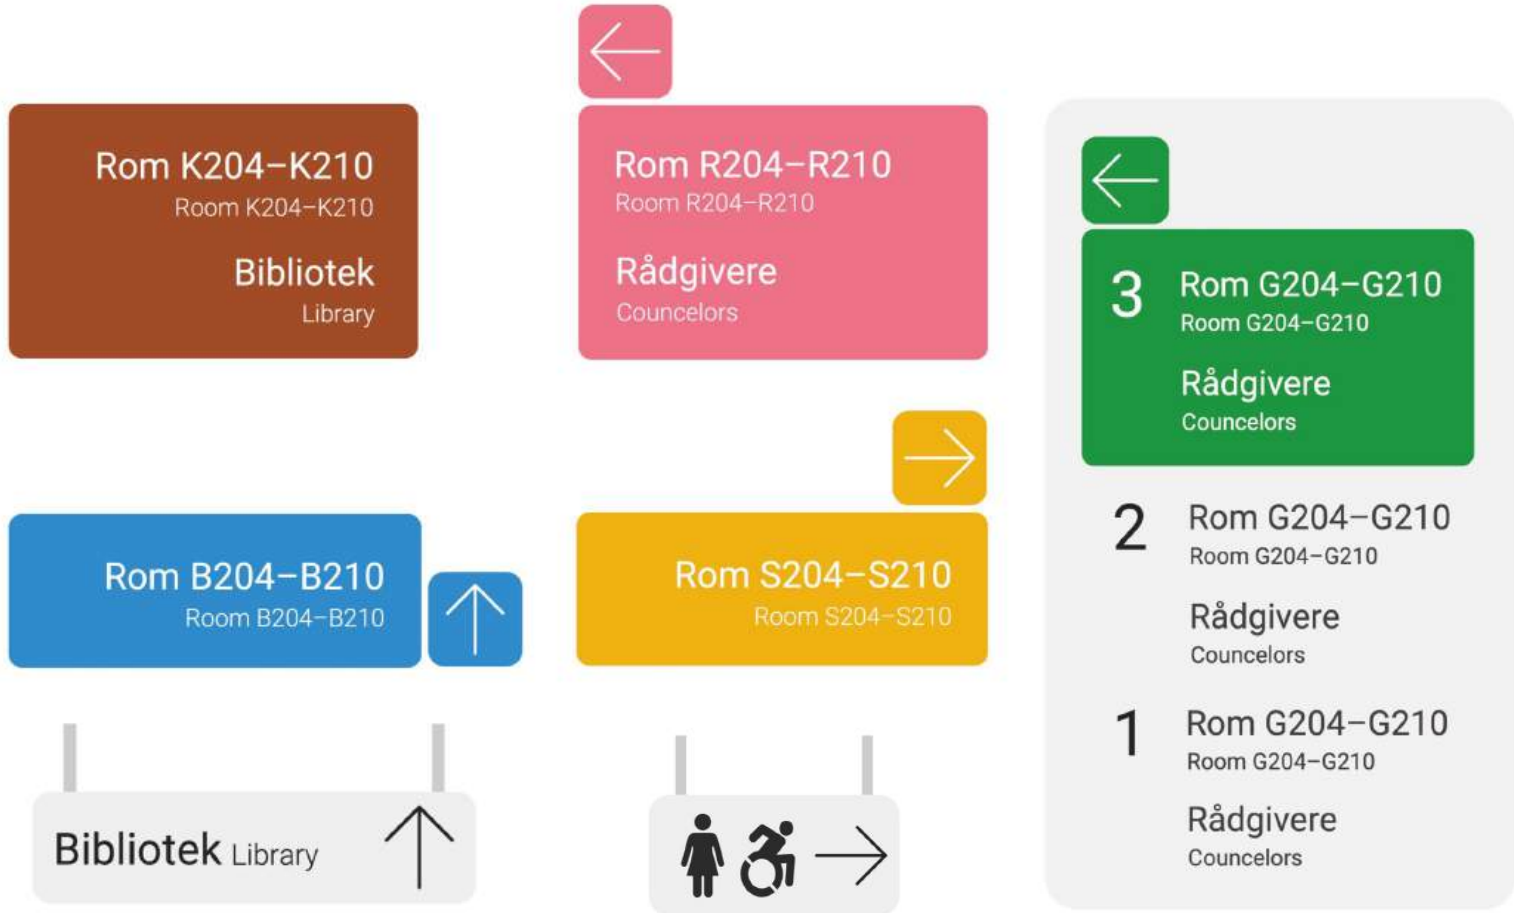 Rom K204–K210
Room K204–K210
Bibliotek
Library
Rom R204–R210
Room R204–R210
Rådgivere
Councelors
Rom B204–B210
Room B204–B210
Rom S204–S210
Room S204–S210
Bibliotek Library
3 Rom G204–G210
Room G204–G210
Rådgivere
Councelors
2 Rom G204–G210
Room G204–G210
Rådgivere
Councelors
1 Rom G204–G210
Room G204–G210
Rådgivere
Councelors